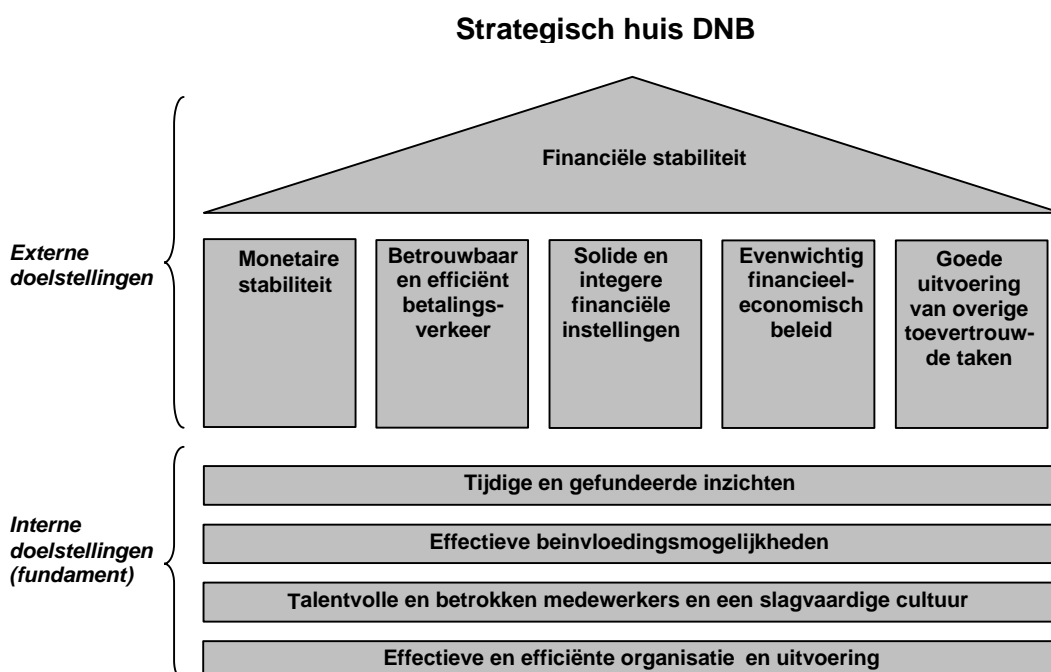 Strategisch huis DNB
Financiële stabiliteit
Externe
doelstellingen
Monetaire
stabiliteit
Betrouwbaar
en efficiënt
betalings-
verkeer
Solide en
integere
financiële
instellingen
Evenwichtig
financieel-
economisch
beleid
Goede
uitvoering
van overige
toevertrouw-
de taken
Interne
doelstellingen
(fundament)
Tijdige en gefundeerde inzichten
Effectieve beinvloedingsmogelijkheden
Talentvolle en betrokken medewerkers en een slagvaardige cultuur
Effectieve en efficiënte organisatie en uitvoering